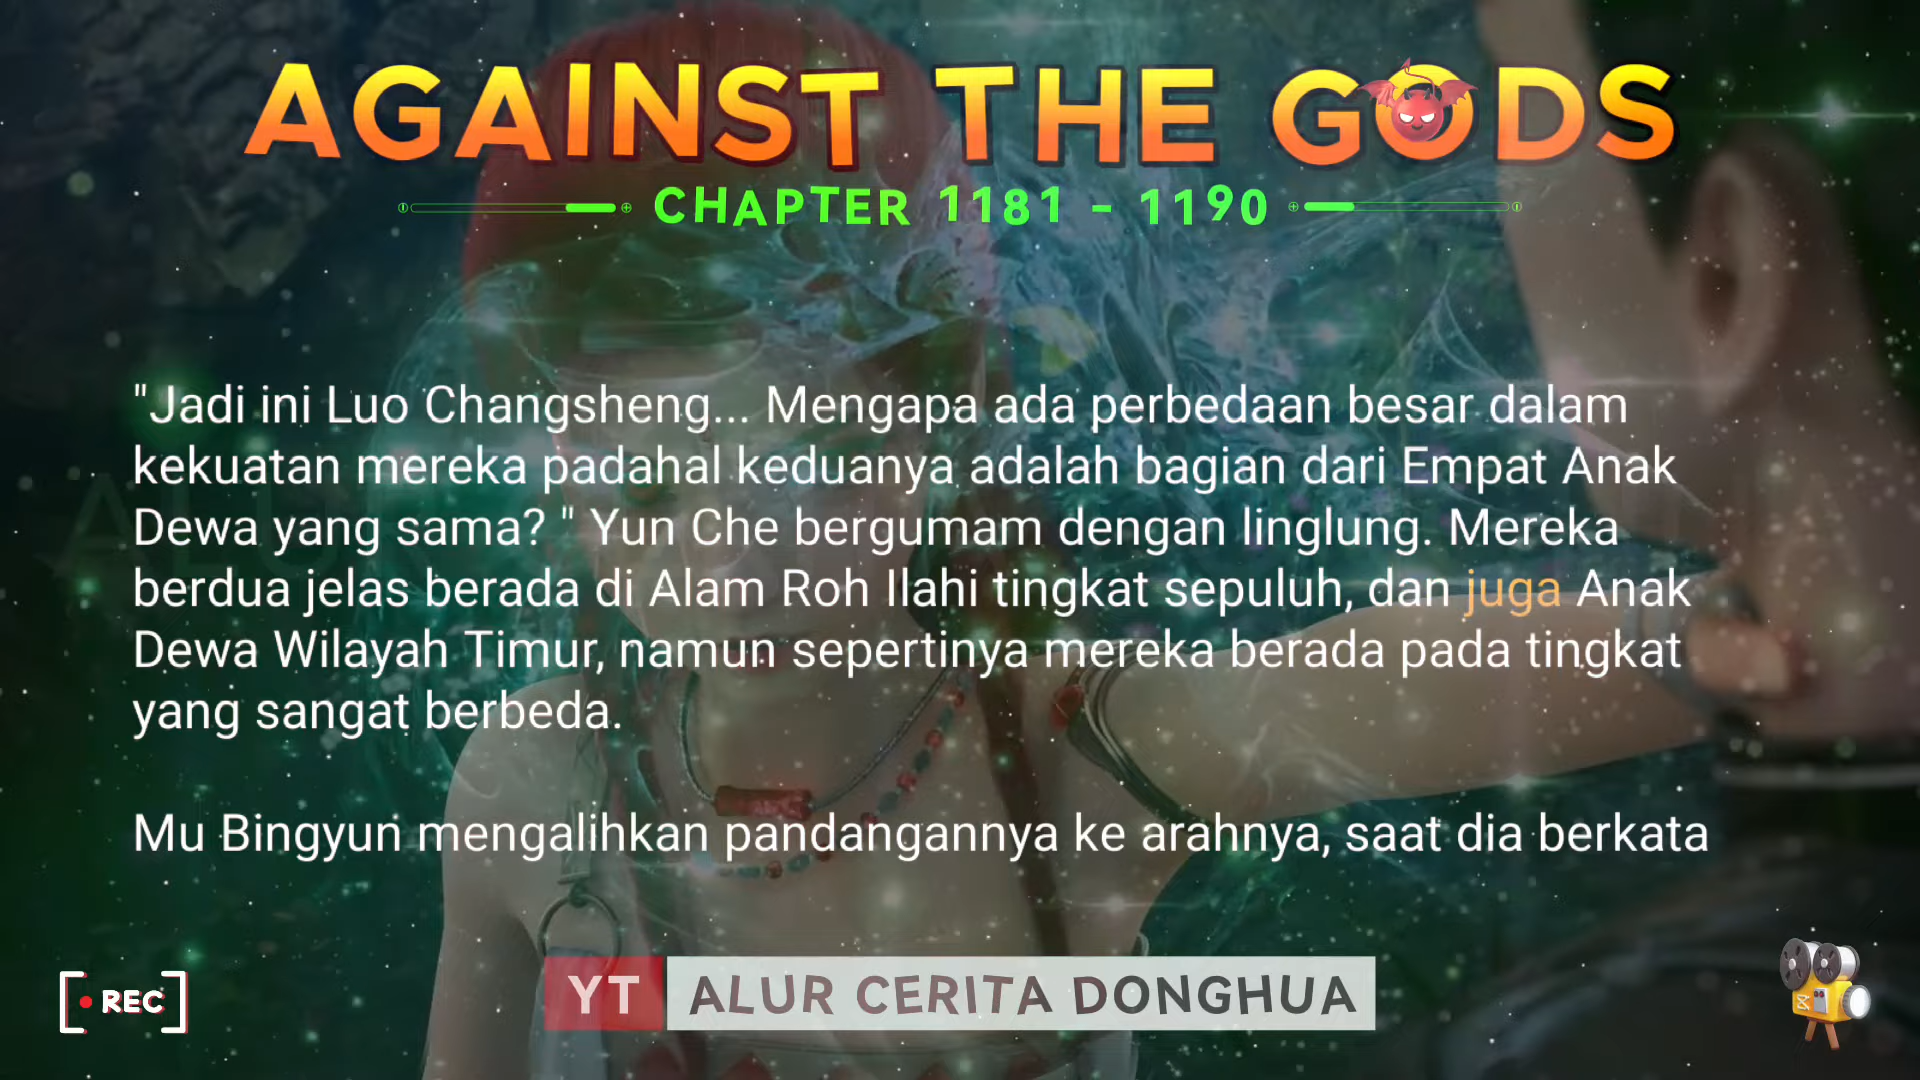 AGAINST THE GODS
CHAPTER 1181 - 1190
"Jadi ini Luo Changsheng... Mengapa ada perbedaan besar dalam
kekuatan mereka padahal keduanya adalah bagian dari Empat Anak
Dewa yang sama? " Yun Che bergumam dengan linglung. Mereka
berdua jelas berada di Alam Roh Ilahi tingkat sepuluh, dan juga Anak
Dewa Wilayah Timur, namun sepertinya mereka berada pada tingkat
yang sangat berbeda.
Mu Bingyun mengalihkan pandangannya ke arahnya, saat dia berkata
REC
YT ALUR CERITA DONGHUA